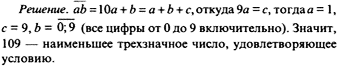 Решение. ab = 10a + b = a + b + c, откуда 9a = c, тогда a = 1,
c = 9, b = 0; 9 (все цифры от 0 до 9 включительно). Значит,
109 — наименьшее трехзначное число, удовлетворяющее
условию.